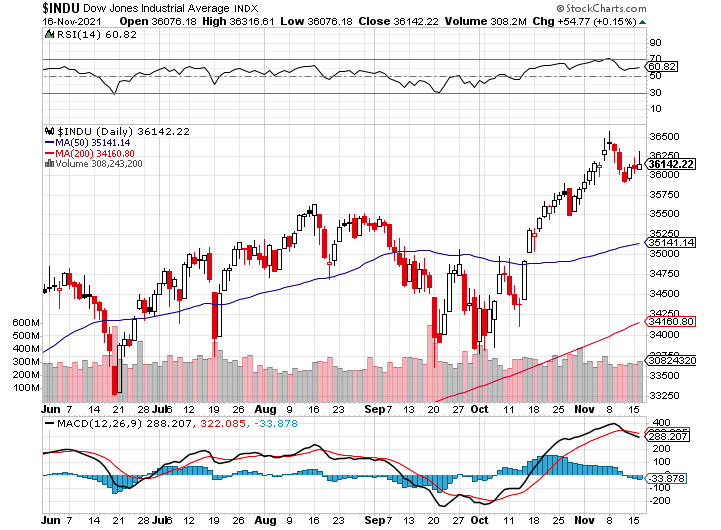 $INDU Dow Jones Industrial Average INDX © StockCharts.com
16-Nov-2021 Open 36076.18 High 36316.61 Low 36076.18 Close 36142.22 Volume 308.2M Chg +54.77 (+0.15%)
RSI(14) 60.82
90
70
60.82
50
30
10
$INDU (Daily) 36142.22
MA(50) 35141.14
MA(200) 34160.80
Volume 308,243,200
36500
36250
36142.22
36000
35750
35500
35250
35141.14
35000
34750
34500
34250
34160.80
34000
33750
30824320
33500
33250
600M
500M
400M
300M
200M
100M
Jun 7 14 21 28 Jul 12 19 26 Aug 9 16 23 Sep 13 20 27 Oct 11 18 25 Nov 8 15
MACD(12,26,9) 288.207, 322.085, -33.878
400
288.207
200
100
-33.878
-100
-200
Jun 7 14 21 28 Jul 12 19 26 Aug 9 16 23 Sep 13 20 27 Oct 11 18 25 Nov 8 15